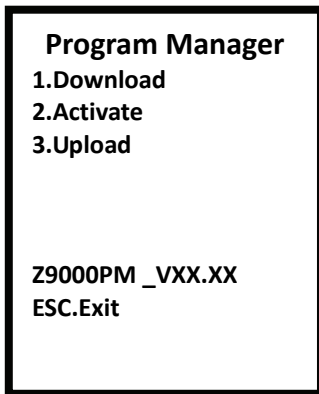 Program Manager
1.Download
2.Activate
3.Upload
Z9000PM _VXX.XX
ESC.Exit